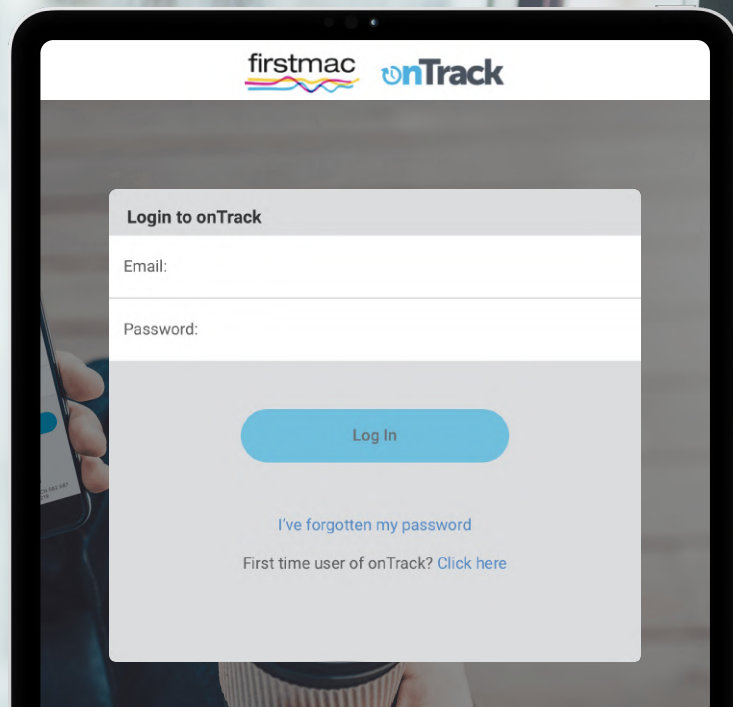 firstmac onTrack
Login to onTrack
Email:
Password:
Log In
I've forgotten my password
First time user of onTrack? Click here